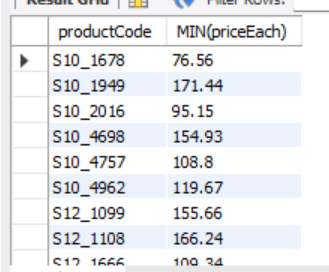 Result Grid Filter Rows:
productCode MIN(priceEach)
S10_1678 76.56
S10_1949 171.44
S10_2016 95.15
S10_4698 154.93
S10_4757 108.8
S10_4962 119.67
S12_1099 155.66
S12_1108 166.24
S12_1666 109.34